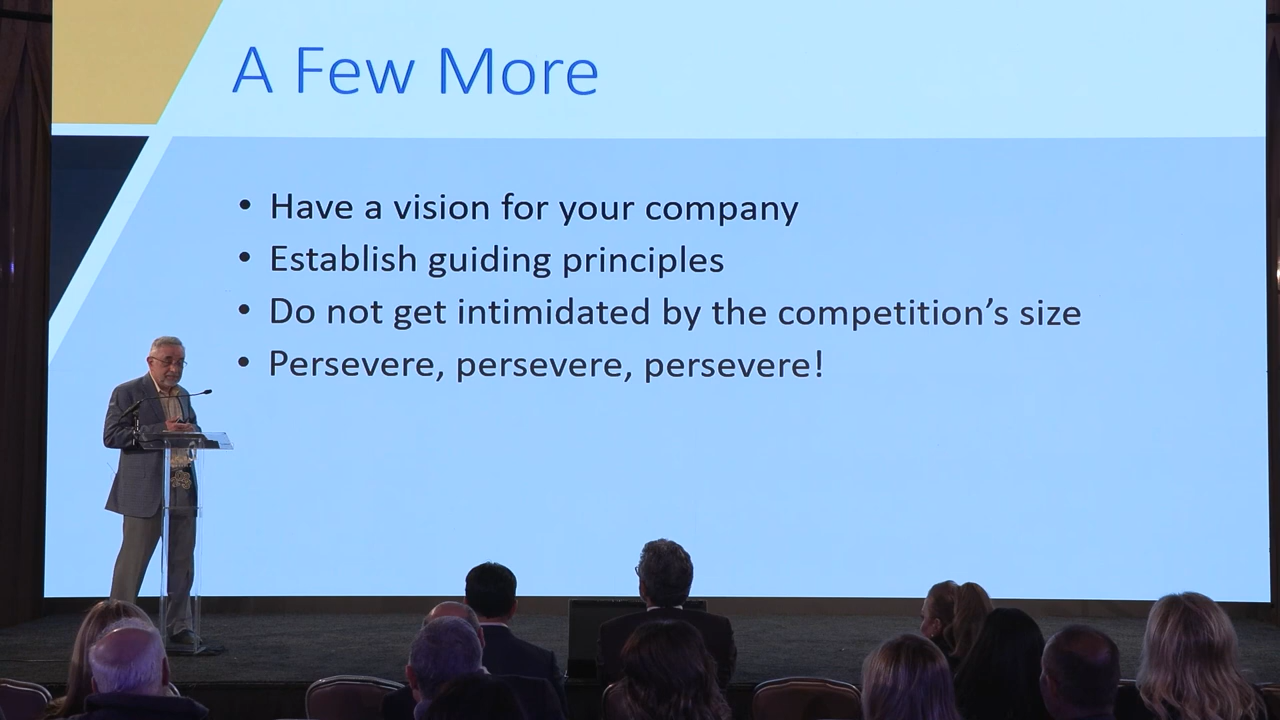 A Few More
• Have a vision for your company
• Establish guiding principles
• Do not get intimidated by the competition’s size
• Persevere, persevere, persevere!